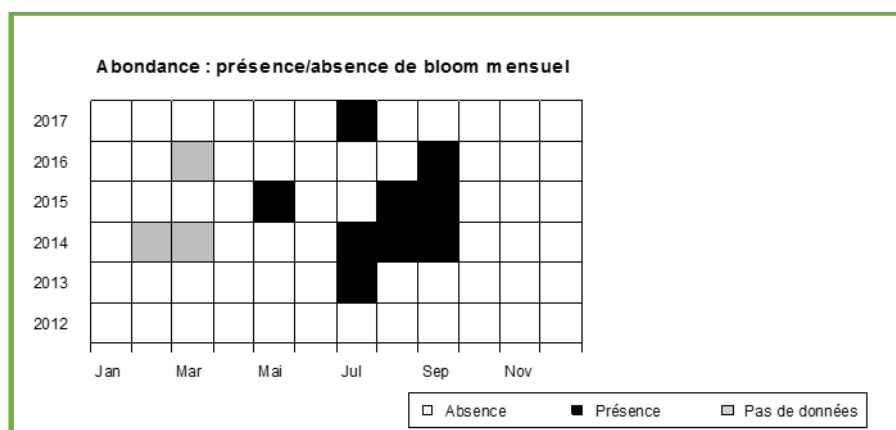 Abondance : présence/absence de bloom mensuel
2017
2016
2015
2014
2013
2012
Jan Mar Mai Jul Sep Nov
Absence Présence Pas de données